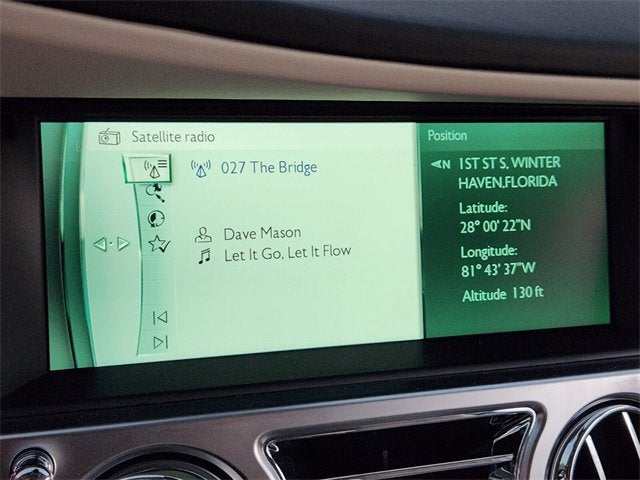 Satellite radio
027 The Bridge
Dave Mason
Let It Go, Let It Flow
Position
N 1ST ST S, WINTER
HAVEN,FLORIDA
Latitude:
28° 00' 22"N
Longitude:
81° 43' 37"W
Altitude 130 ft